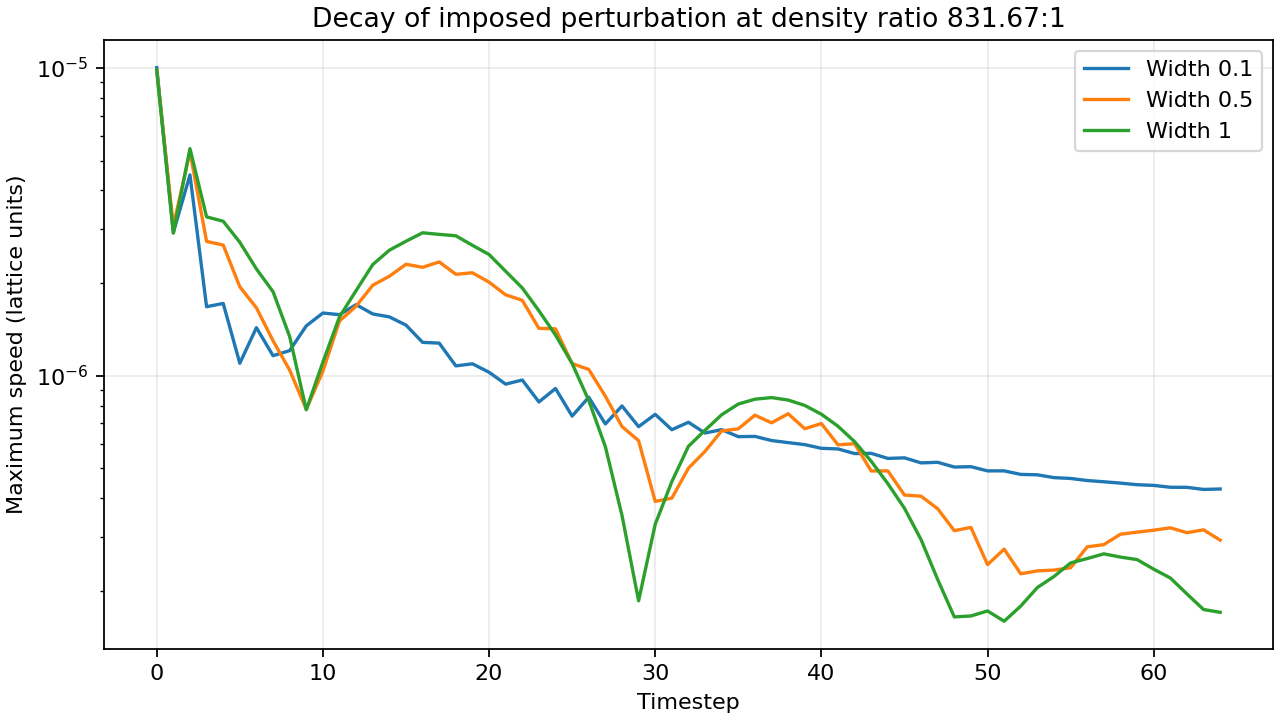 Decay of imposed perturbation at density ratio 831.67:1
Maximum speed (lattice units)
10⁻⁵
10⁻⁶
Width 0.1
Width 0.5
Width 1
0 10 20 30 40 50 60
Timestep